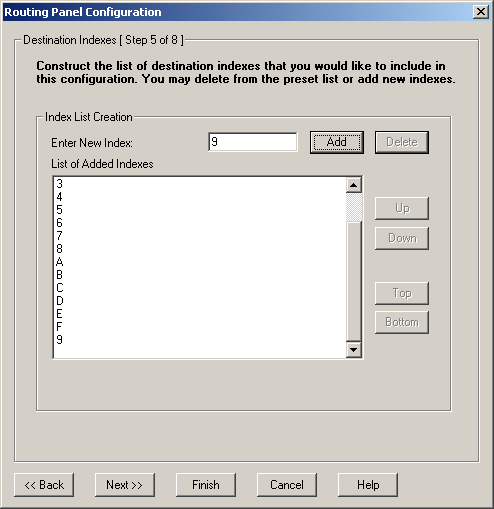 Routing Panel Configuration
Destination Indexes [ Step 5 of 8 ]
Construct the list of destination indexes that you would like to include in
this configuration. You may delete from the preset list or add new indexes.
Index List Creation
Enter New Index: 9 Add Delete
List of Added Indexes
3
4
5
6
7
8
A
B
C
D
E
F
9
Up
Down
Top
Bottom
<< Back Next >> Finish Cancel Help